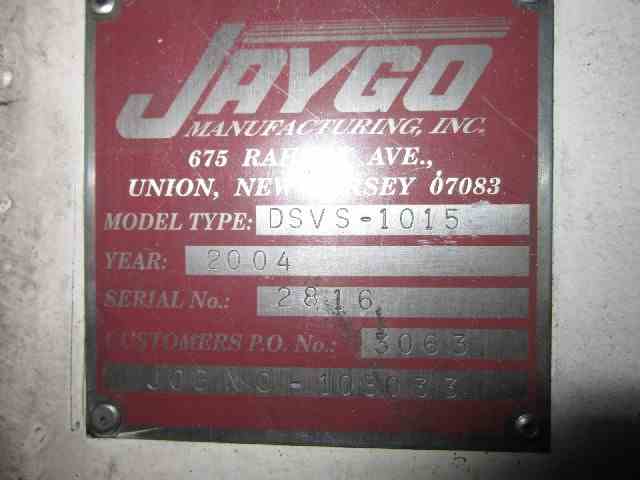 JAYGO
MANUFACTURING, INC.
675 AVE.,
UNION, NEW JERSEY 07083
MODEL TYPE: DSVS-1015
YEAR: 2004
SERIAL No.: 2816
CUSTOMERS P.O. No.: 3063